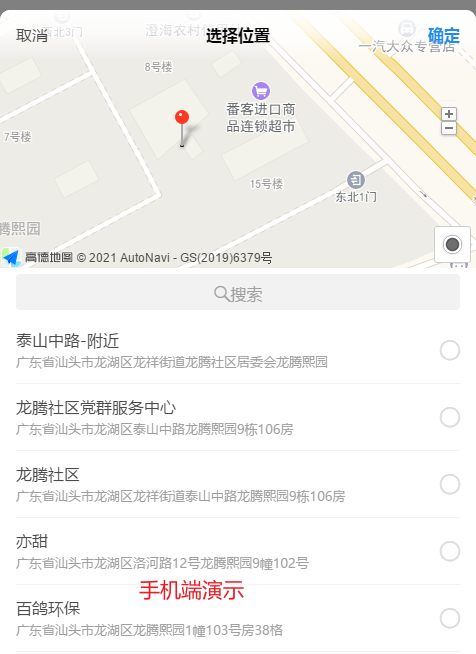 西北3门
澄海农村信用
取消
选择位置
确定
一汽大众专营店
8号楼
番客进口商
品连锁超市
7号楼
15号楼
东北1门
腾熙园
高德地图 © 2021 AutoNavi - GS(2019)6379号
搜索
泰山中路-附近
广东省汕头市龙湖区龙祥街道龙腾社区居委会龙腾熙园
龙腾社区党群服务中心
广东省汕头市龙湖区泰山中路龙腾熙园9栋106房
龙腾社区
广东省汕头市龙湖区龙祥街道泰山中路龙腾熙园9栋106房
亦甜
广东省汕头市龙湖区洛河路12号龙腾熙园9幢102号
手机端演示
百鸽环保
广东省汕头市龙湖区龙腾熙园1幢103号房38格